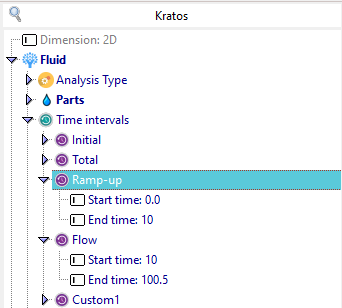 Kratos
Dimension: 2D
Fluid
Analysis Type
Parts
Time intervals
Initial
Total
Ramp-up
Start time: 0.0
End time: 10
Flow
Start time: 10
End time: 100.5
Custom1